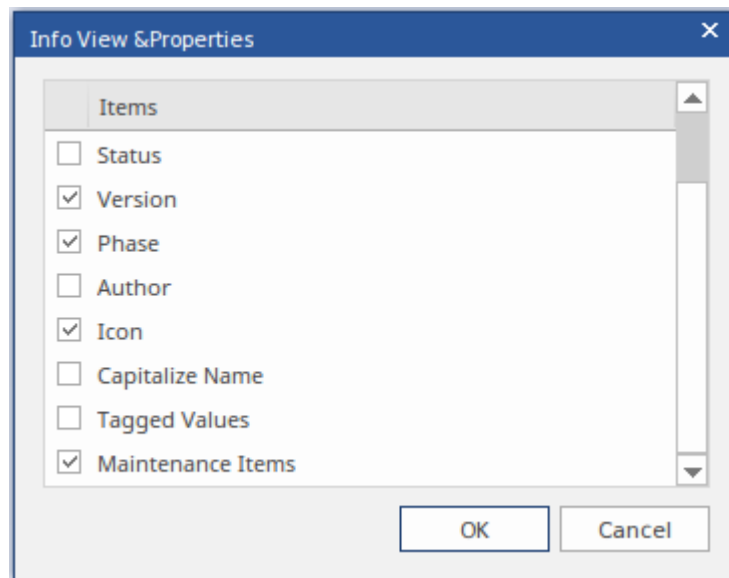 Info View &Properties
Items
Status
Version
Phase
Author
Icon
Capitalize Name
Tagged Values
Maintenance Items
OK Cancel